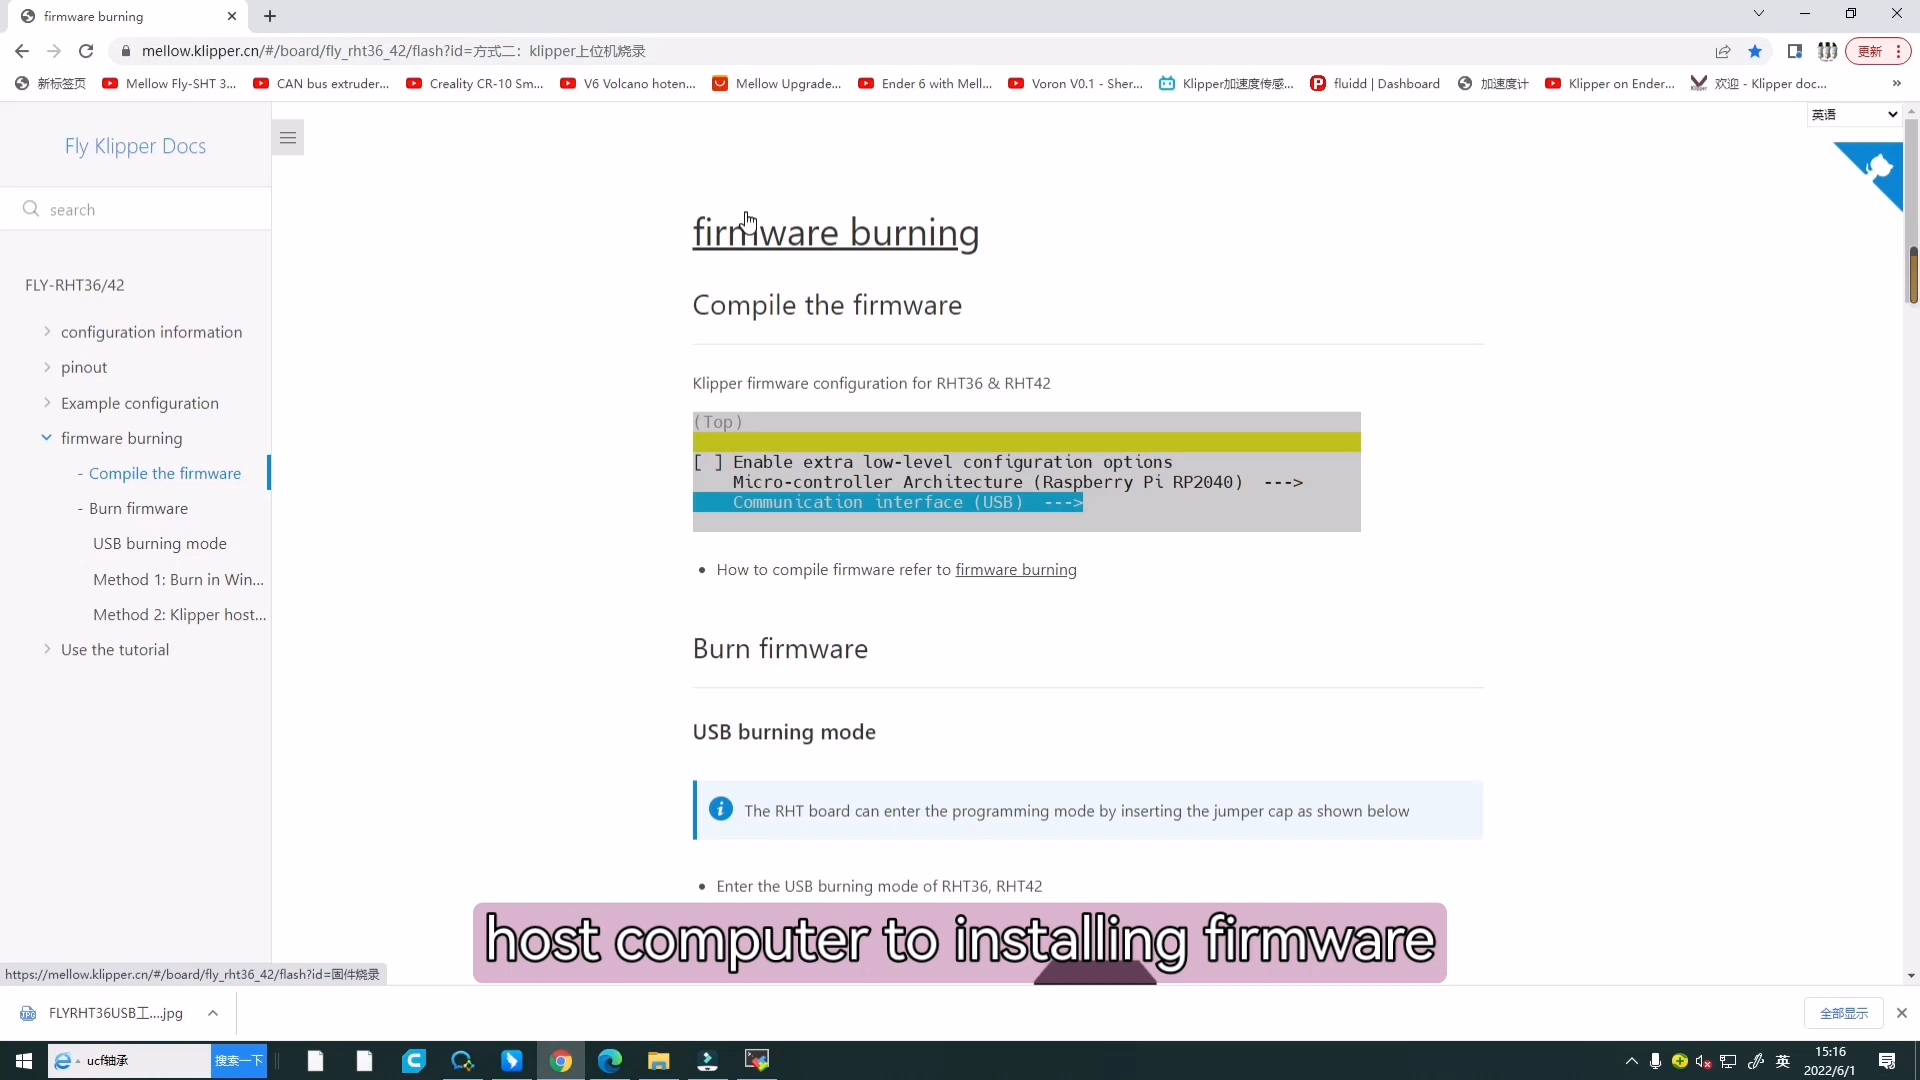 firmware burning
mellow.klipper.cn/#/board/fly_rht36_42/flash?id=方式二：klipper上位机烧录
更新
新标签页
Mellow Fly-SHT 3...
CAN bus extruder...
Creality CR-10 Sm...
V6 Volcano hoten...
Mellow Upgrade...
Ender 6 with Mell...
Voron V0.1 - Sher...
Klipper加速度传感...
fluidd | Dashboard
加速度计
Klipper on Ender...
欢迎 - Klipper doc...
»
英语
Fly Klipper Docs
search
FLY-RHT36/42
configuration information
pinout
Example configuration
firmware burning
- Compile the firmware
- Burn firmware
USB burning mode
Method 1: Burn in Win...
Method 2: Klipper host...
Use the tutorial
firmware burning
Compile the firmware
Klipper firmware configuration for RHT36 & RHT42
(Top)
[ ] Enable extra low-level configuration options
Micro-controller Architecture (Raspberry Pi RP2040) --->
Communication interface (USB) --->
• How to compile firmware refer to firmware burning
Burn firmware
USB burning mode
The RHT board can enter the programming mode by inserting the jumper cap as shown below
• Enter the USB burning mode of RHT36, RHT42
host computer to installing firmware
https://mellow.klipper.cn/#/board/fly_rht36_42/flash?id=固件烧录
FLYRHT36USB工....jpg
全部显示
ucf轴承
搜索一下
英
15:16
2022/6/1